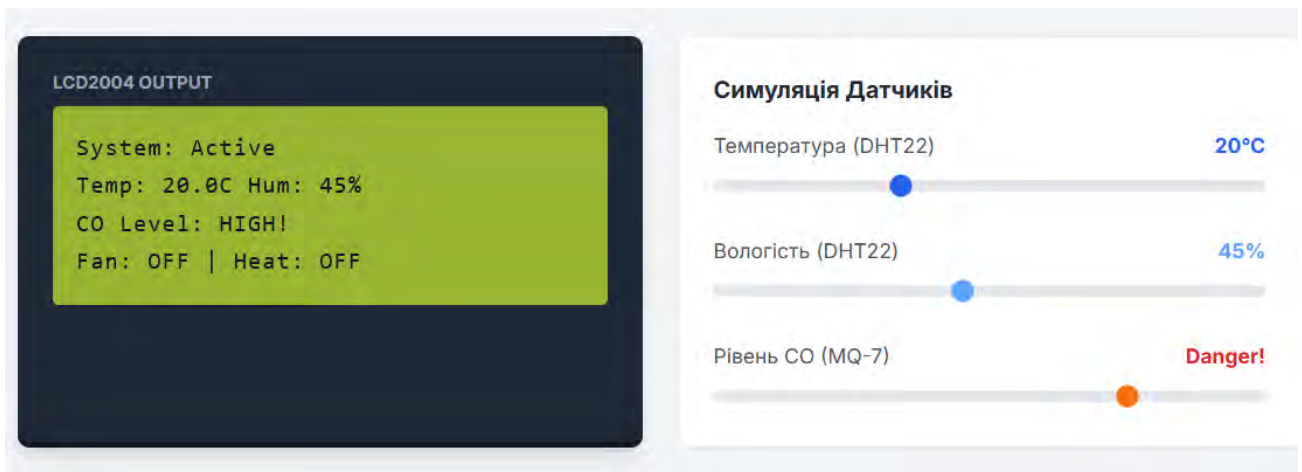 LCD2004 OUTPUT
System: Active
Temp: 20.0C Hum: 45%
CO Level: HIGH!
Fan: OFF | Heat: OFF
Симуляція Датчиків
Температура (DHT22) 20°C
Вологість (DHT22) 45%
Рівень CO (MQ-7) Danger!